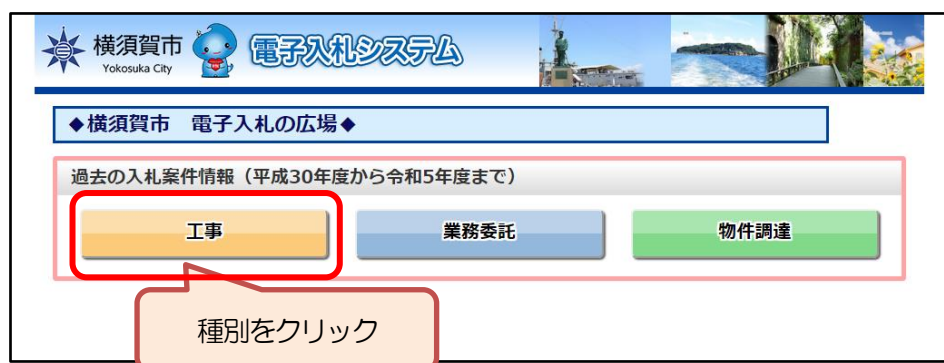 横須賀市
Yokosuka City
電子入札システム
◆横須賀市 電子入札の広場◆
過去の入札案件情報（平成30年度から令和5年度まで）
工事
業務委託
物件調達
種別をクリック